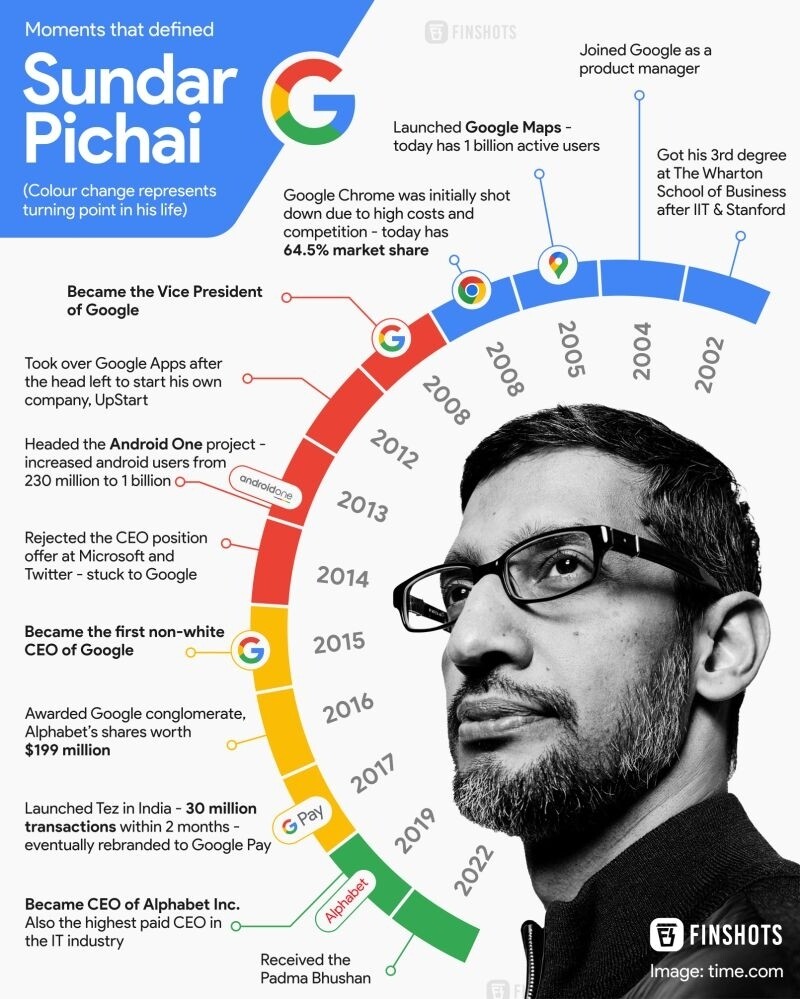 Moments that defined
Sundar
Pichai
(Colour change represents
turning point in his life)
FINSHOTS
Joined Google as a
product manager
Launched Google Maps -
today has 1 billion active users
Got his 3rd degree
at The Wharton
School of Business
after IIT & Stanford
Google Chrome was initially shot
down due to high costs and
competition - today has
64.5% market share
Became the Vice President
of Google
Took over Google Apps after
the head left to start his own
company, UpStart
Headed the Android One project -
increased android users from
230 million to 1 billion
androidone
Rejected the CEO position
offer at Microsoft and
Twitter - stuck to Google
Became the first non-white
CEO of Google
Awarded Google conglomerate,
Alphabet's shares worth
$199 million
Launched Tez in India - 30 million
transactions within 2 months -
eventually rebranded to Google Pay
G Pay
Became CEO of Alphabet Inc.
Also the highest paid CEO in
the IT industry
Alphabet
Received the
Padma Bhushan
2002
2004
2005
2008
2008
2012
2013
2014
2015
2016
2017
2019
2022
FINSHOTS
Image: time.com